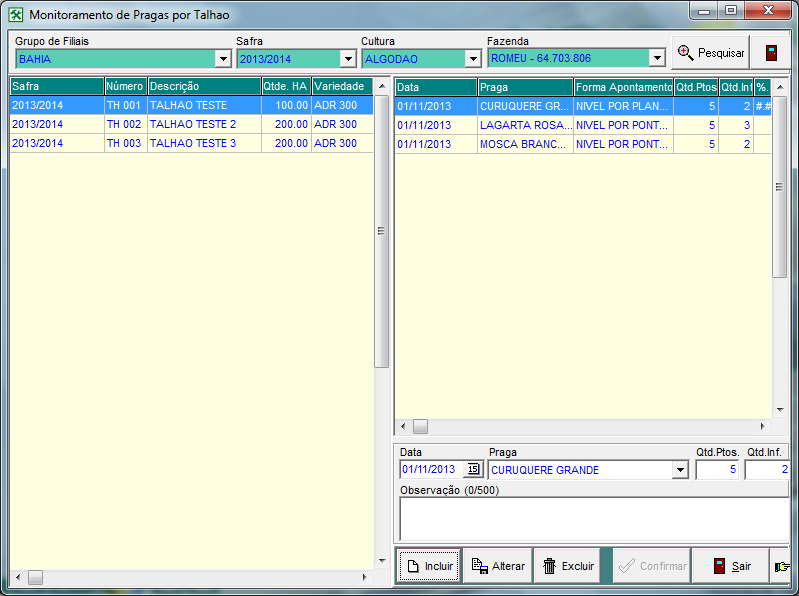 Monitoramento de Pragas por Talhao
Grupo de Filiais Safra Cultura Fazenda
BAHIA 2013/2014 ALGODAO ROMEU - 64.703.806 Pesquisar
Safra Número Descrição Qtde. HA Variedade
2013/2014 TH 001 TALHAO TESTE 100.00 ADR 300
2013/2014 TH 002 TALHAO TESTE 2 200.00 ADR 300
2013/2014 TH 003 TALHAO TESTE 3 200.00 ADR 300
Data Praga Forma Apontamento Qtd.Ptos Qtd.Inf %.
01/11/2013 CURUQUERE GR... NIVEL POR PLAN... 5 2 #.#
01/11/2013 LAGARTA ROSA... NIVEL POR PONT... 5 3
01/11/2013 MOSCA BRANC... NIVEL POR PONT... 5 2
Data Praga Qtd.Ptos. Qtd.Inf.
01/11/2013 15 CURUQUERE GRANDE 5 2
Observação (0/500)
Incluir Alterar Excluir Confirmar Sair